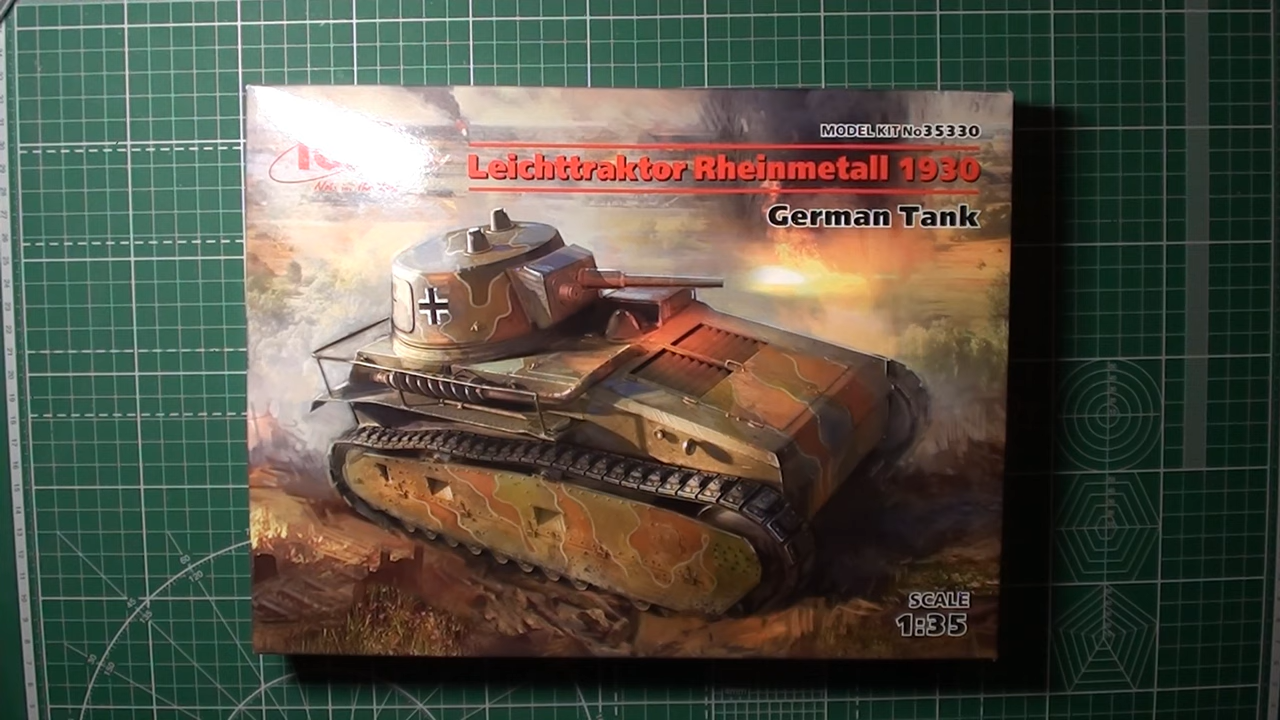 MODEL KIT No35330
Leichttraktor Rheinmetall 1930
German Tank
SCALE
1:35